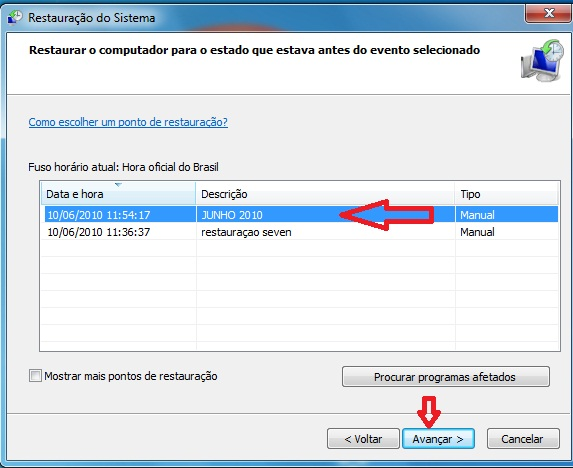 Restauração do Sistema
Restaurar o computador para o estado que estava antes do evento selecionado
Como escolher um ponto de restauração?
Fuso horário atual: Hora oficial do Brasil
Data e hora Descrição Tipo
10/06/2010 11:54:17 JUNHO 2010 Manual
10/06/2010 11:36:37 restauraçao seven Manual
Mostrar mais pontos de restauração
Procurar programas afetados
< Voltar Avançar > Cancelar